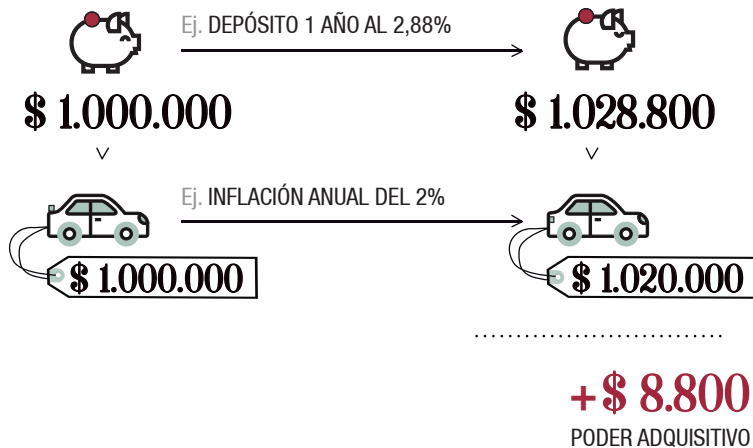 Ej. DEPÓSITO 1 AÑO AL 2,88%
$ 1.000.000
$ 1.028.800
Ej. INFLACIÓN ANUAL DEL 2%
$ 1.000.000
$ 1.020.000
+$ 8.800
PODER ADQUISITIVO